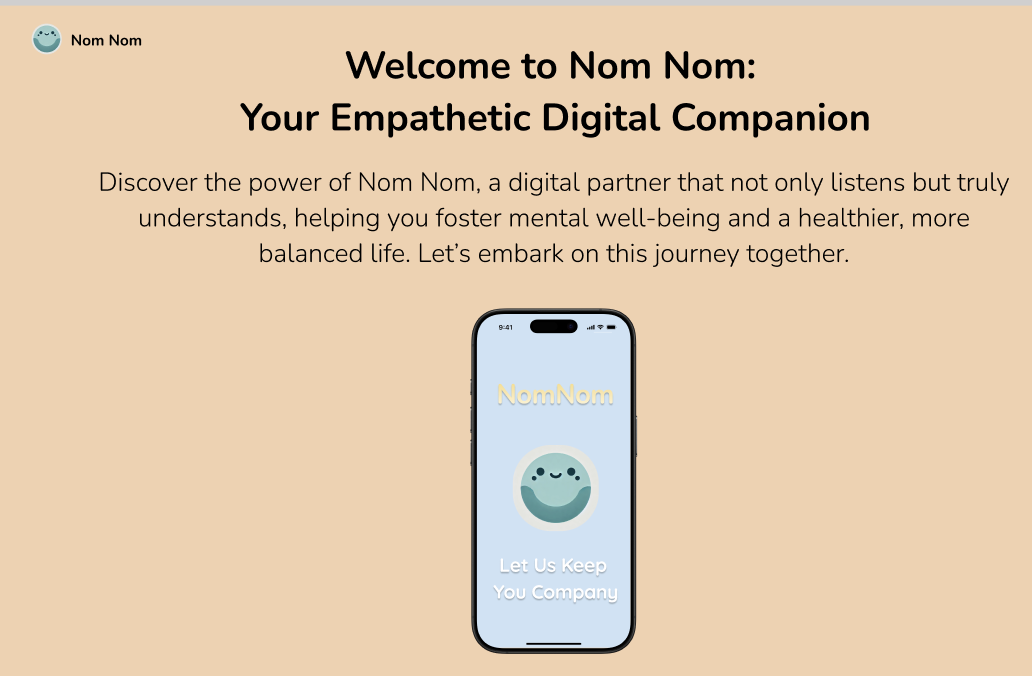 Nom Nom
Welcome to Nom Nom:
Your Empathetic Digital Companion
Discover the power of Nom Nom, a digital partner that not only listens but truly
understands, helping you foster mental well-being and a healthier, more
balanced life. Let’s embark on this journey together.
9:41
NomNom
Let Us Keep
You Company